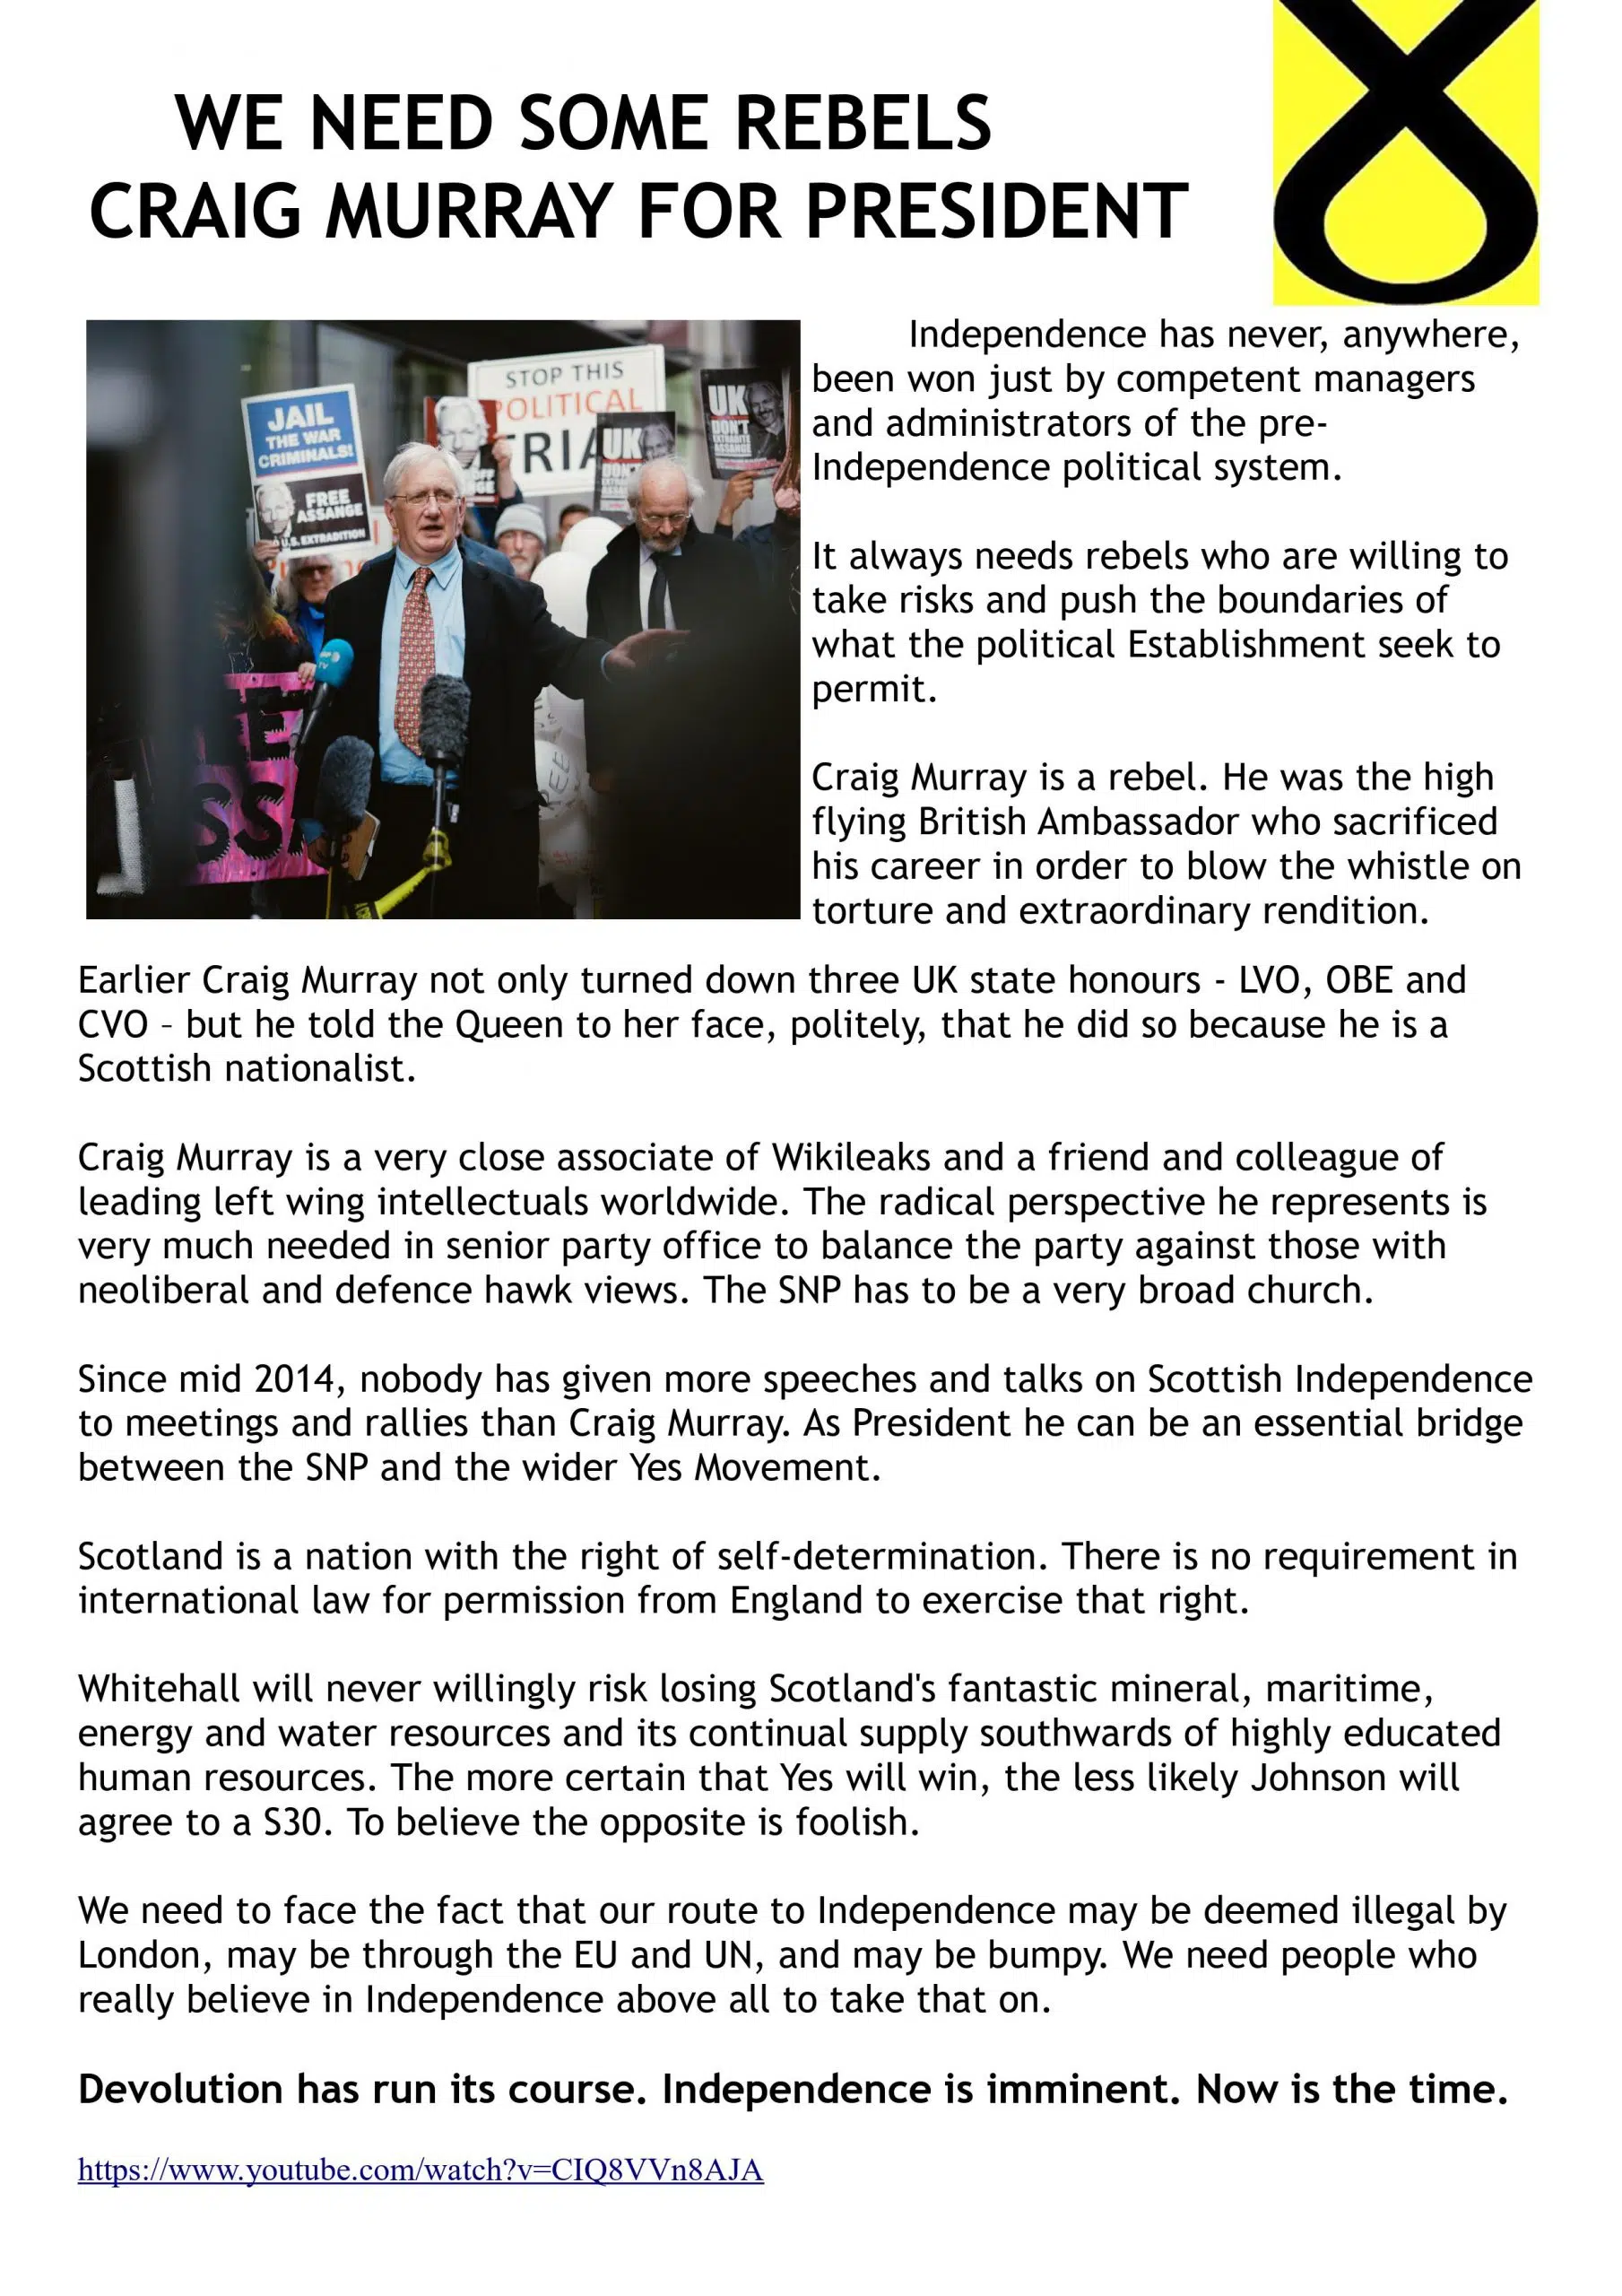 WE NEED SOME REBELS
CRAIG MURRAY FOR PRESIDENT
JAIL
THE WAR
CRIMINALS!
FREE
ASSANGE
U.S. EXTRADITION
STOP THIS
POLITICAL
TRIA
UK
UK
DON'T
EXTRADITE
ASSANGE
Independence has never, anywhere,
been won just by competent managers
and administrators of the pre-
Independence political system.
It always needs rebels who are willing to
take risks and push the boundaries of
what the political Establishment seek to
permit.
Craig Murray is a rebel. He was the high
flying British Ambassador who sacrificed
his career in order to blow the whistle on
torture and extraordinary rendition.
Earlier Craig Murray not only turned down three UK state honours - LVO, OBE and
CVO – but he told the Queen to her face, politely, that he did so because he is a
Scottish nationalist.
Craig Murray is a very close associate of Wikileaks and a friend and colleague of
leading left wing intellectuals worldwide. The radical perspective he represents is
very much needed in senior party office to balance the party against those with
neoliberal and defence hawk views. The SNP has to be a very broad church.
Since mid 2014, nobody has given more speeches and talks on Scottish Independence
to meetings and rallies than Craig Murray. As President he can be an essential bridge
between the SNP and the wider Yes Movement.
Scotland is a nation with the right of self-determination. There is no requirement in
international law for permission from England to exercise that right.
Whitehall will never willingly risk losing Scotland's fantastic mineral, maritime,
energy and water resources and its continual supply southwards of highly educated
human resources. The more certain that Yes will win, the less likely Johnson will
agree to a S30. To believe the opposite is foolish.
We need to face the fact that our route to Independence may be deemed illegal by
London, may be through the EU and UN, and may be bumpy. We need people who
really believe in Independence above all to take that on.
Devolution has run its course. Independence is imminent. Now is the time.
https://www.youtube.com/watch?v=CIQ8VVn8AJA